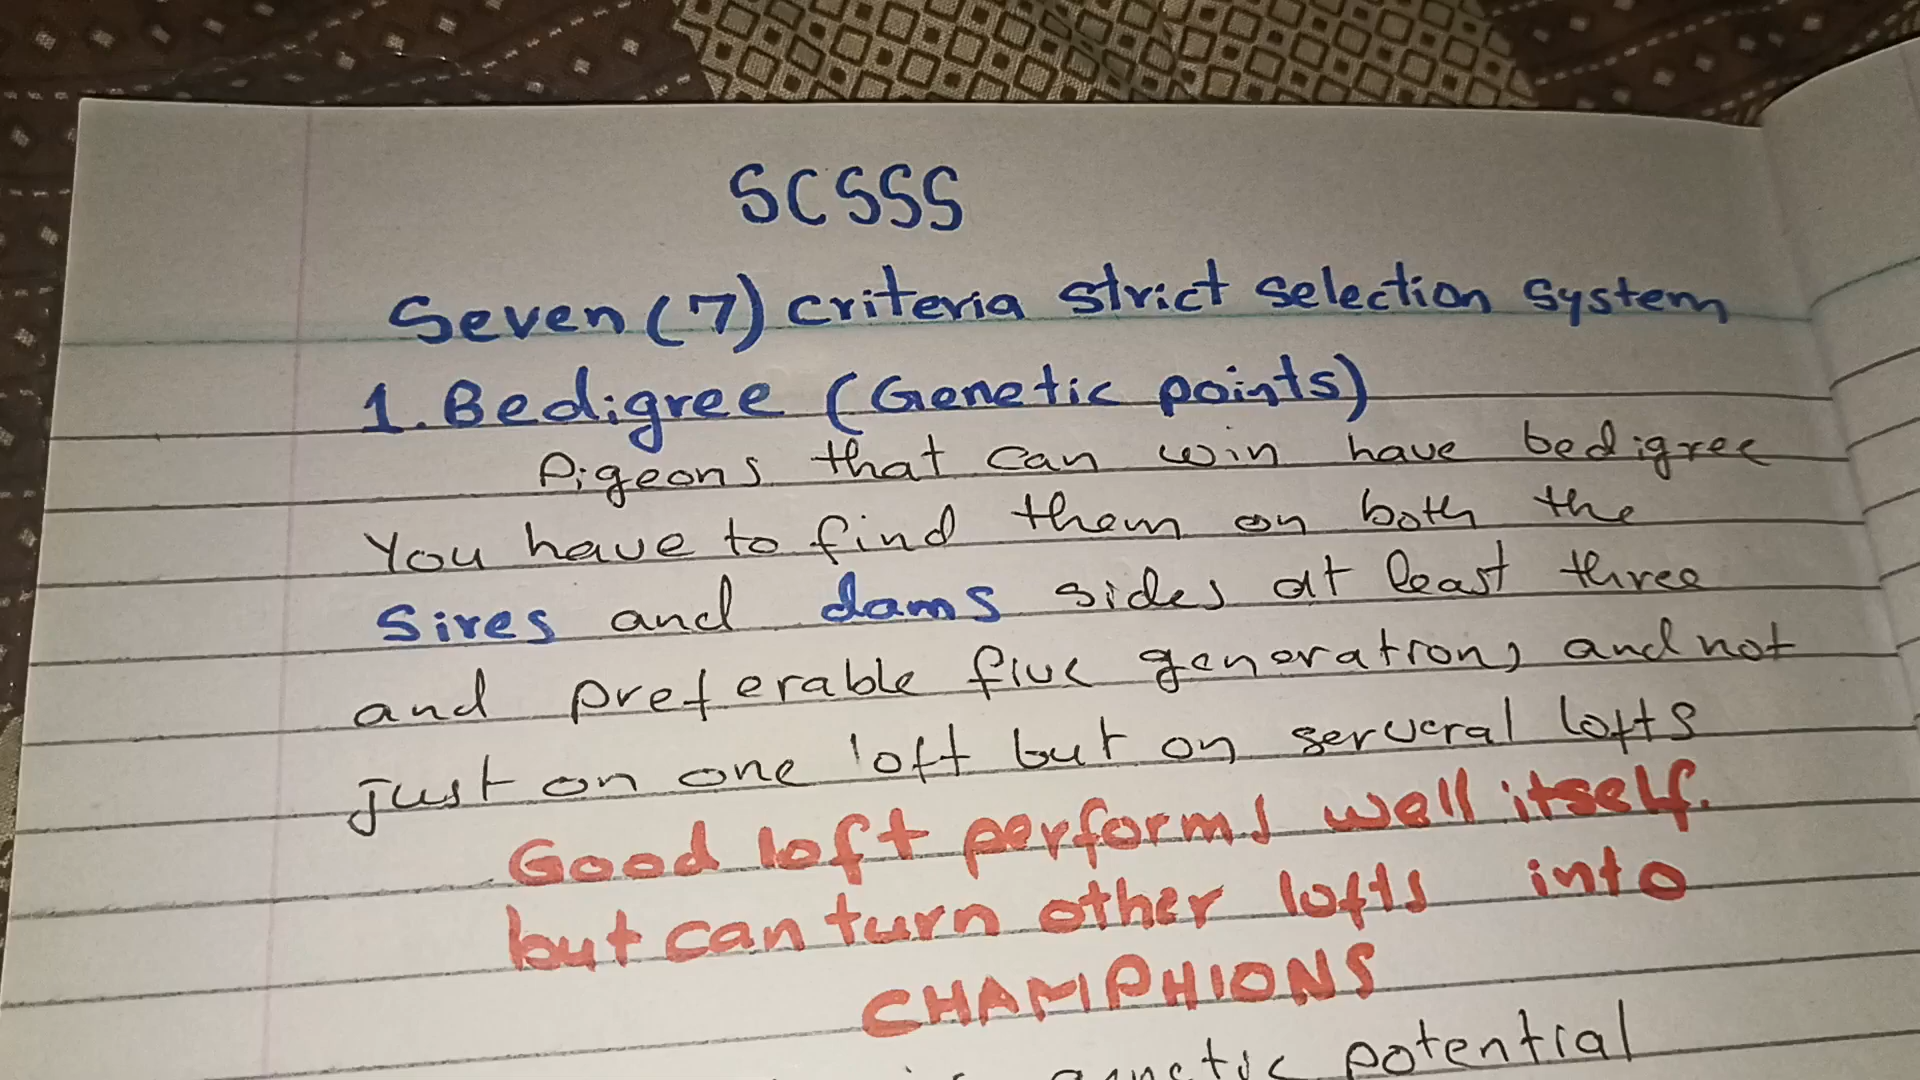 SCSSS
Seven (7) criteria strict selection system
1. Bedigree (Genetic points)
Pigeons that can win have bedigree
You have to find them on both the
Sires and dams sides at least three
and preferable five generations and not
just on one loft but on serveral lofts
Good loft performs well itself.
but can turn other lofts into
CHAMPHIONS
potential